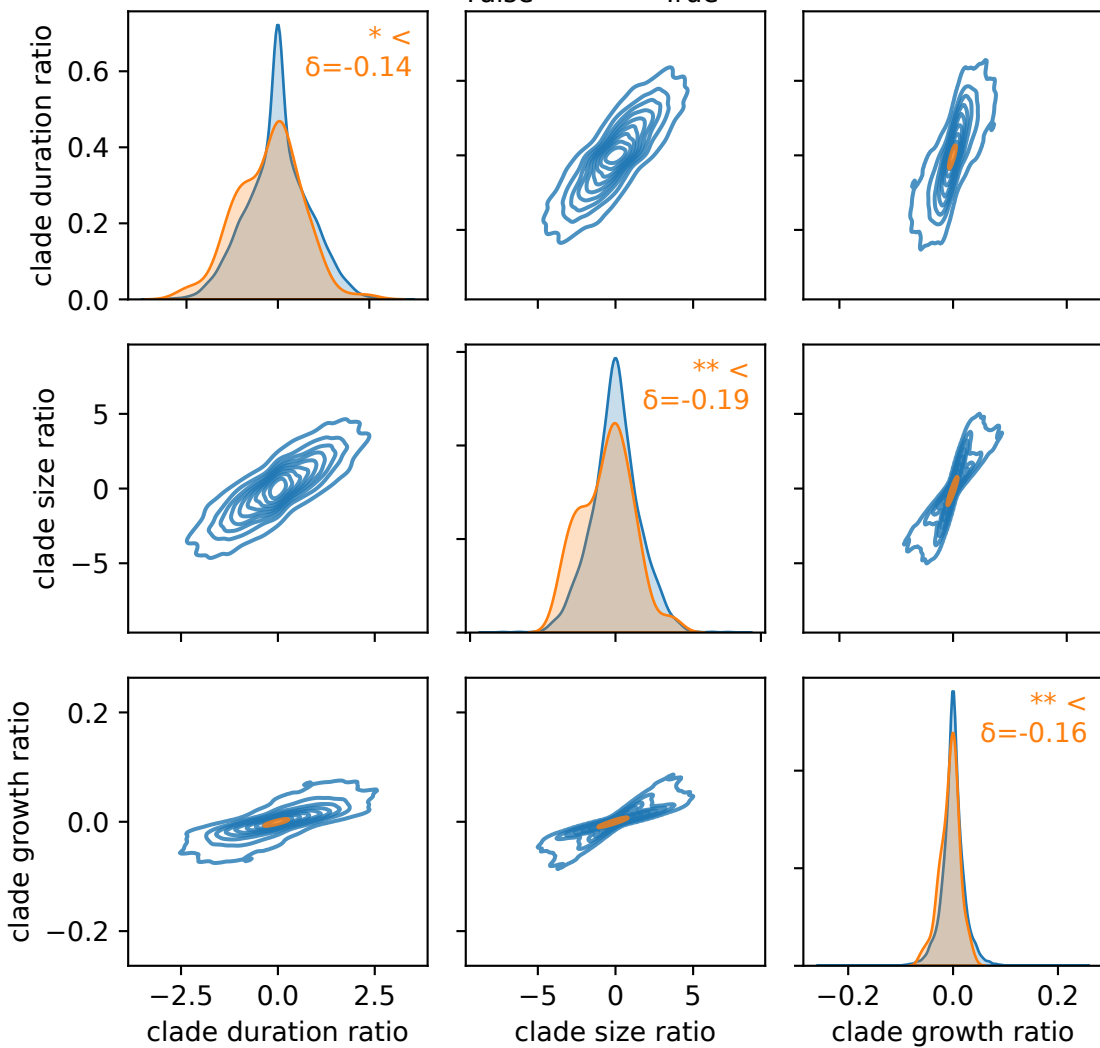 True
clade duration ratio
0.6
0.4
0.2
0.0
* <
δ=-0.14
clade size ratio
5
0
−5
** <
δ=-0.19
clade growth ratio
0.2
0.0
−0.2
** <
δ=-0.16
−2.5 0.0 2.5
−5 0 5
−0.2 0.0 0.2
clade duration ratio
clade size ratio
clade growth ratio